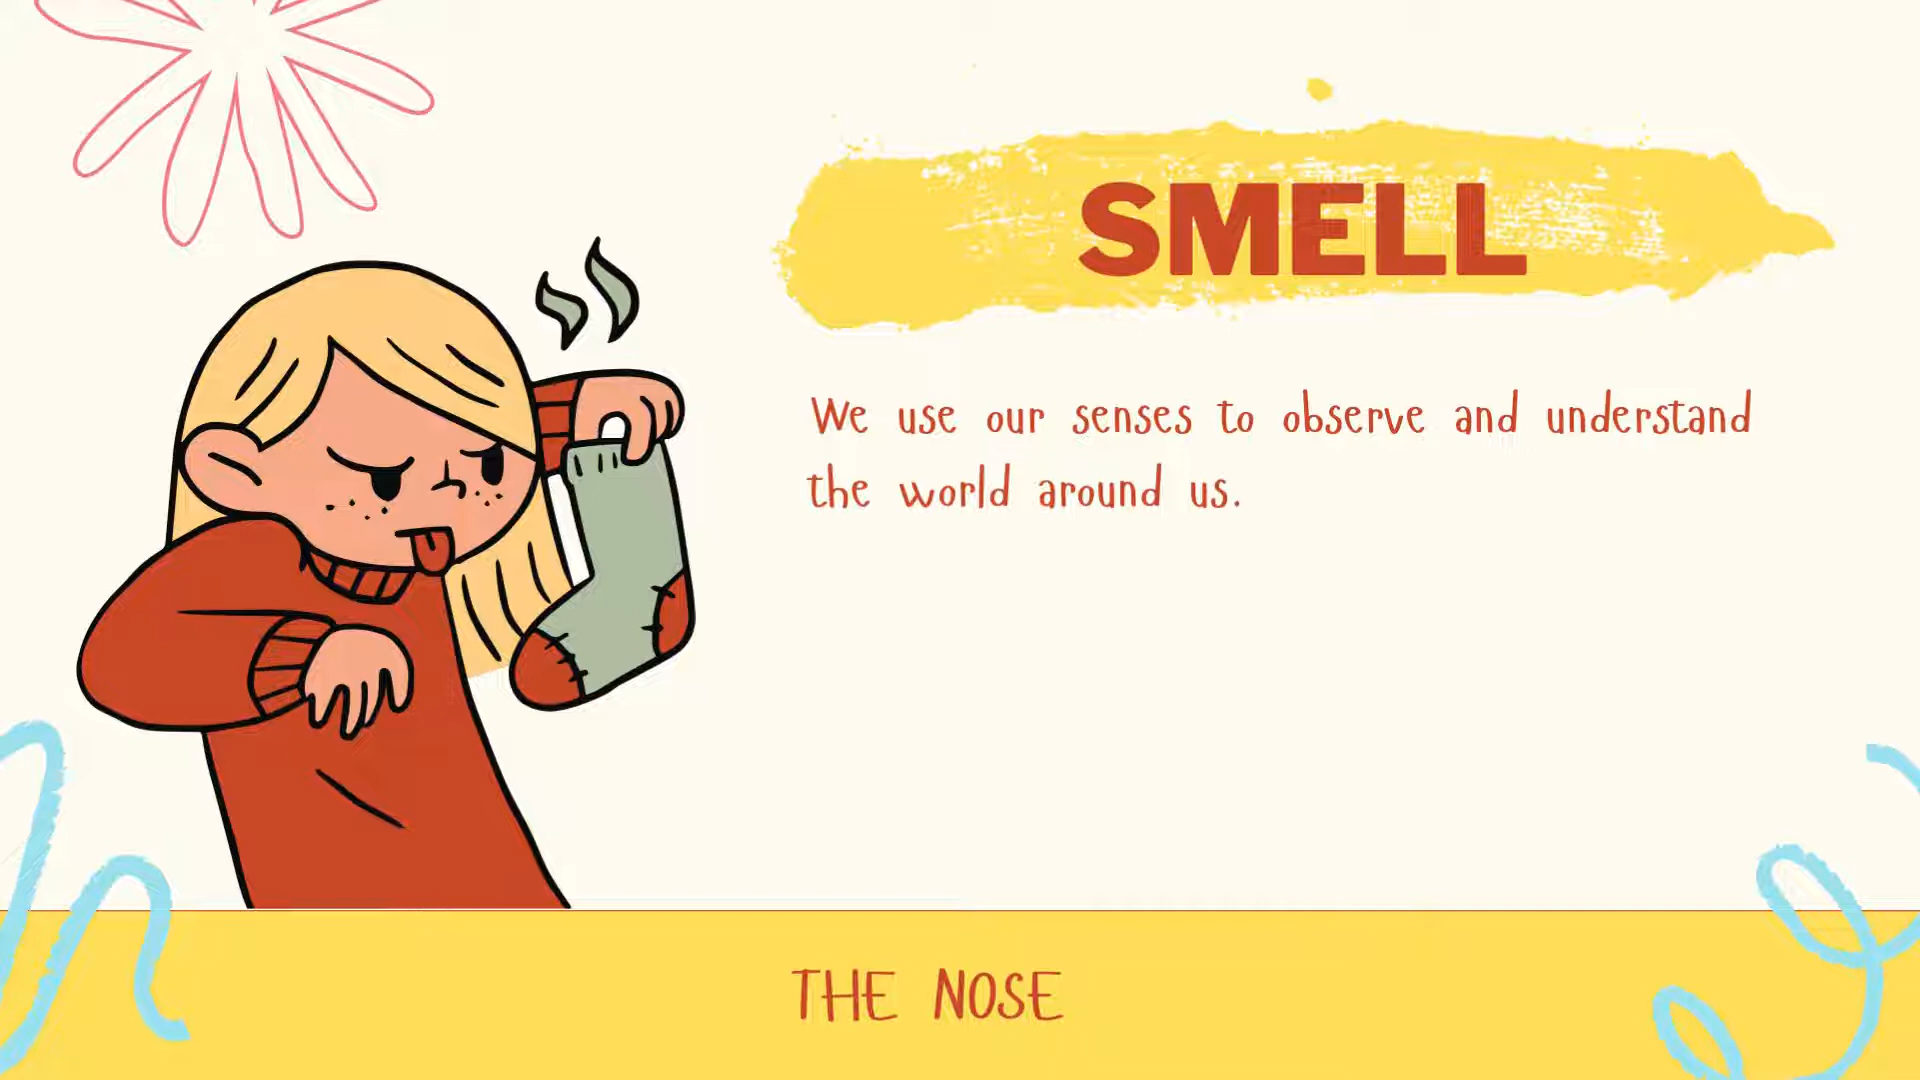 SMELL
We use our senses to observe and understand
the world around us.
THE NOSE